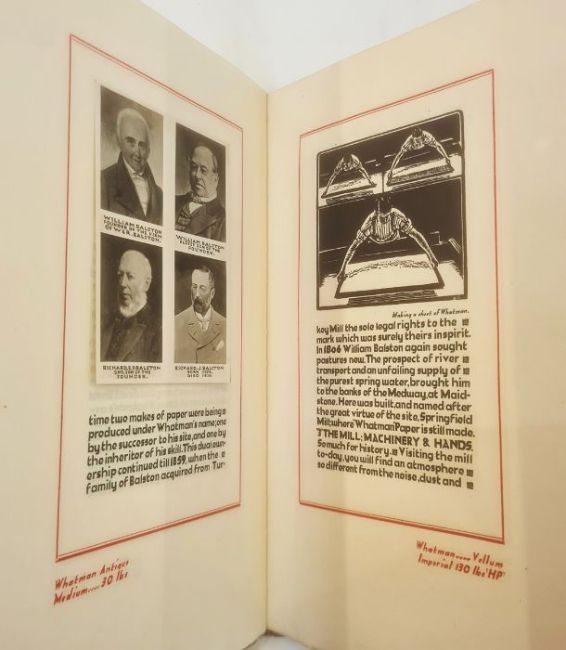 WILLIAM BALSTON
FOUNDER OF THE FIRM
OF W & R. BALSTON.
WILLIAM BALSTON
ELDEST SON OF THE
FOUNDER.
RICHARD E.P. BALSTON
2ND. SON OF THE
FOUNDER.
RICHARD J. BALSTON
BORN 1839.
DIED 1916.
time two makes of paper were being
produced under Whatman's name; one
by the successor to his site, and one by
the inheritor of his skill. This dual own-
ership continued till 1859, when the
family of Balston acquired from Tur-
Whatman Antique
Medium.... 30 lbs
Making a sheet of Whatman.
key Mill the sole legal rights to the
mark which was surely theirs in spirit.
In 1806 William Balston again sought
pastures new. The prospect of river
transport and an unfailing supply of
the purest spring water, brought him
to the banks of the Medway, at Maid-
stone. Here was built, and named after
the great virtue of the site, Springfield
Mill, where Whatman Paper is still made.
THE MILL; MACHINERY & HANDS.
So much for history. Visiting the mill
to-day, you will find an atmosphere
so different from the noise, dust and
Whatman.... Vellum
Imperial 130 lbs 'HP'